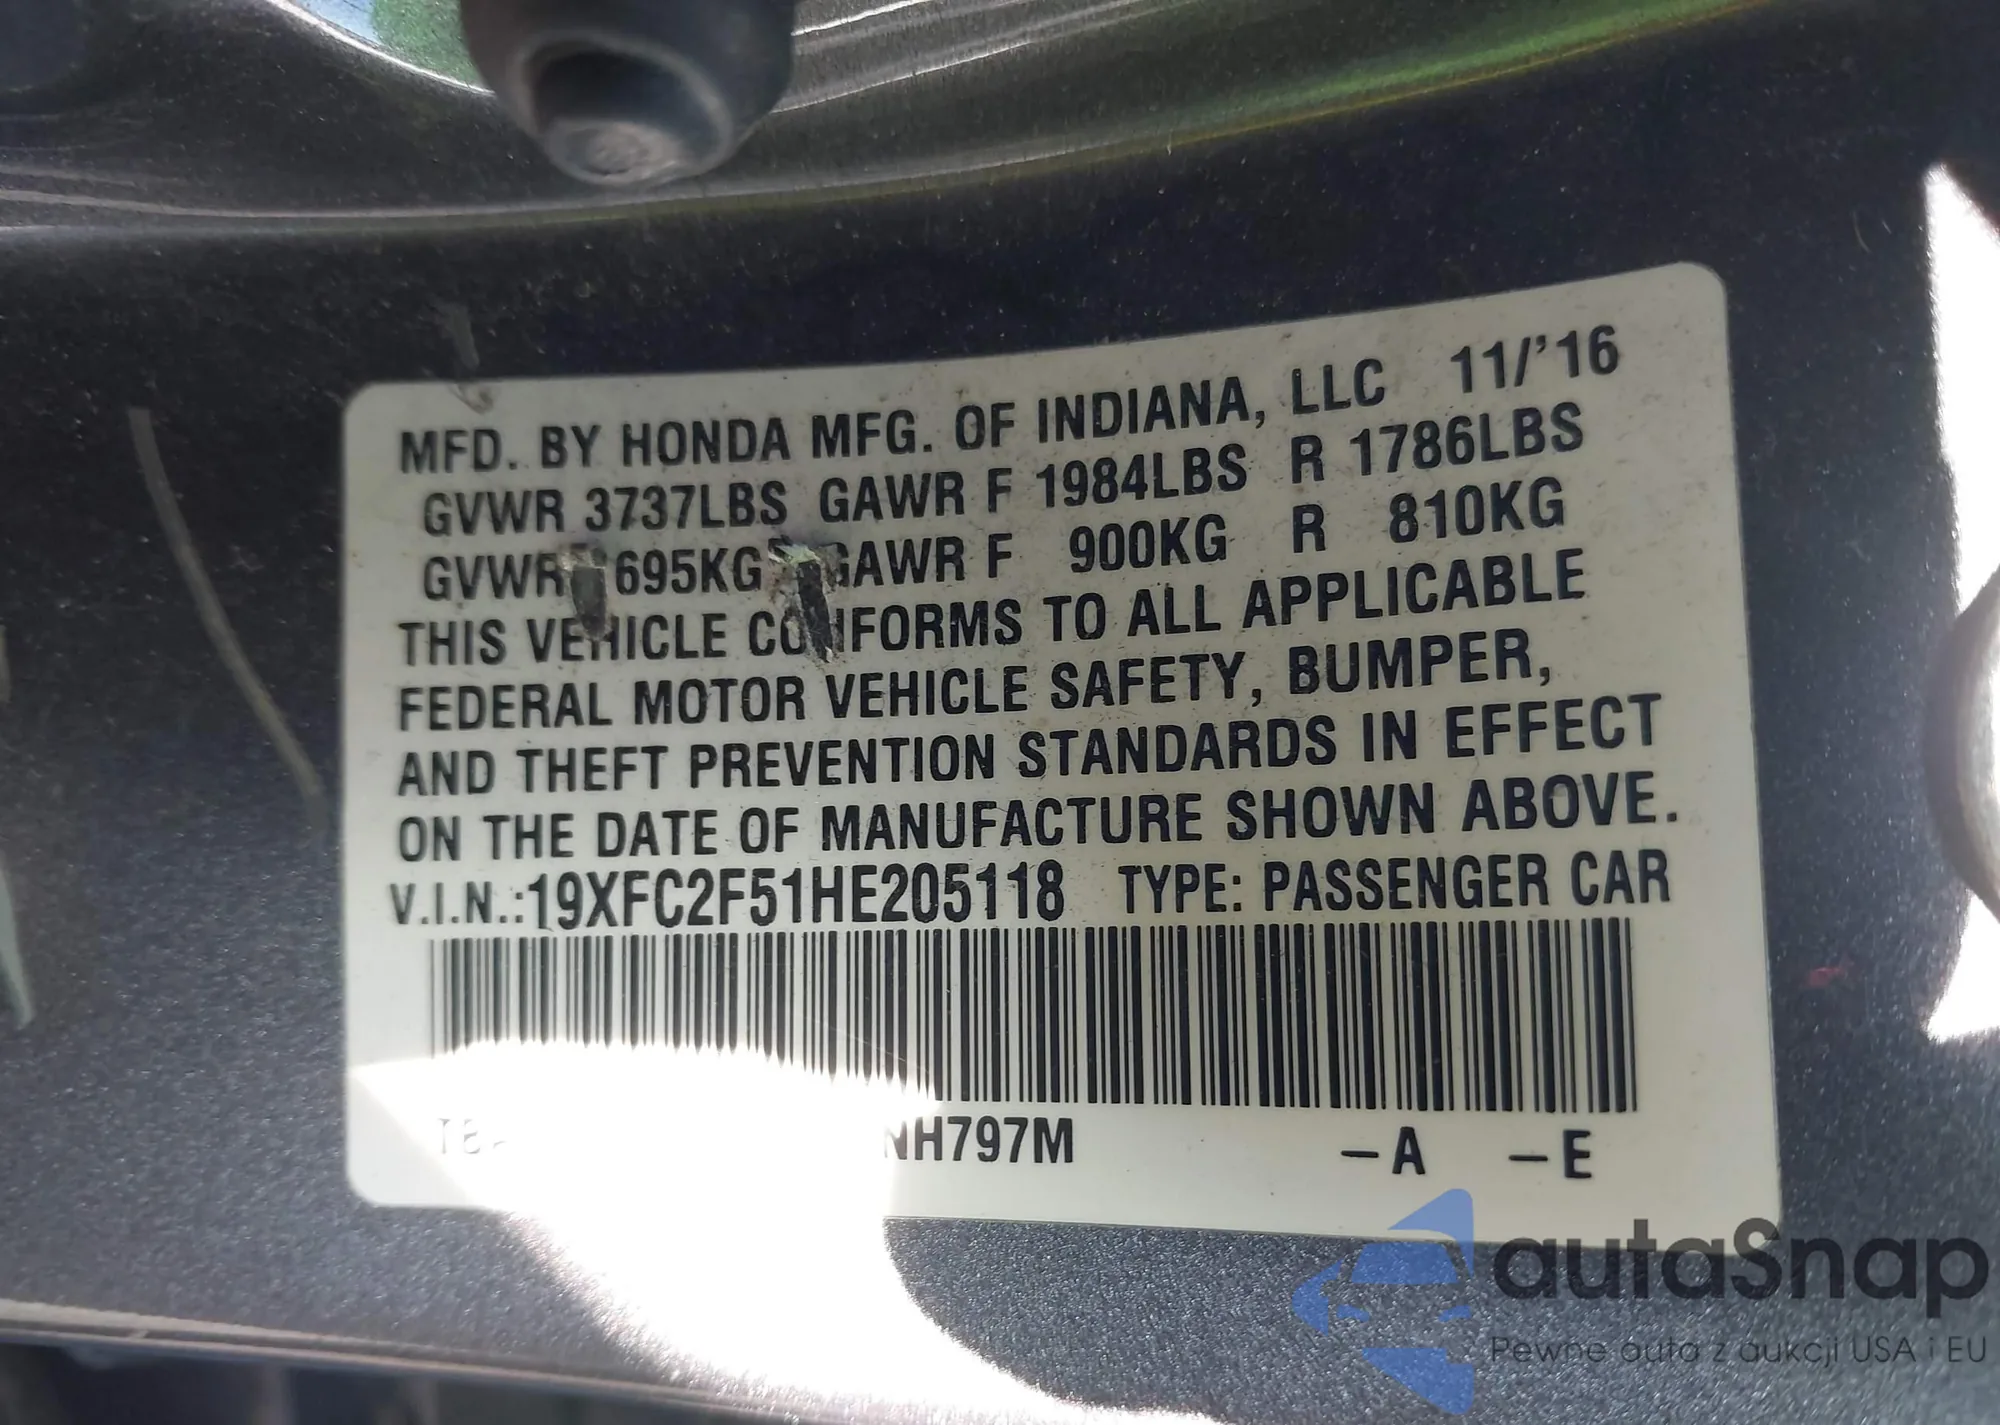 MFD. BY HONDA MFG. OF INDIANA, LLC 11/'16
GVWR 3737LBS GAWR F 1984LBS R 1786LBS
GVWR 695KG GAWR F 900KG R 810KG
THIS VEHICLE CONFORMS TO ALL APPLICABLE
FEDERAL MOTOR VEHICLE SAFETY, BUMPER,
AND THEFT PREVENTION STANDARDS IN EFFECT
ON THE DATE OF MANUFACTURE SHOWN ABOVE.
V.I.N.:19XFC2F51HE205118 TYPE: PASSENGER CAR
NH797M -A -E
autaSnap
Pewne auta z aukcji USA i EU